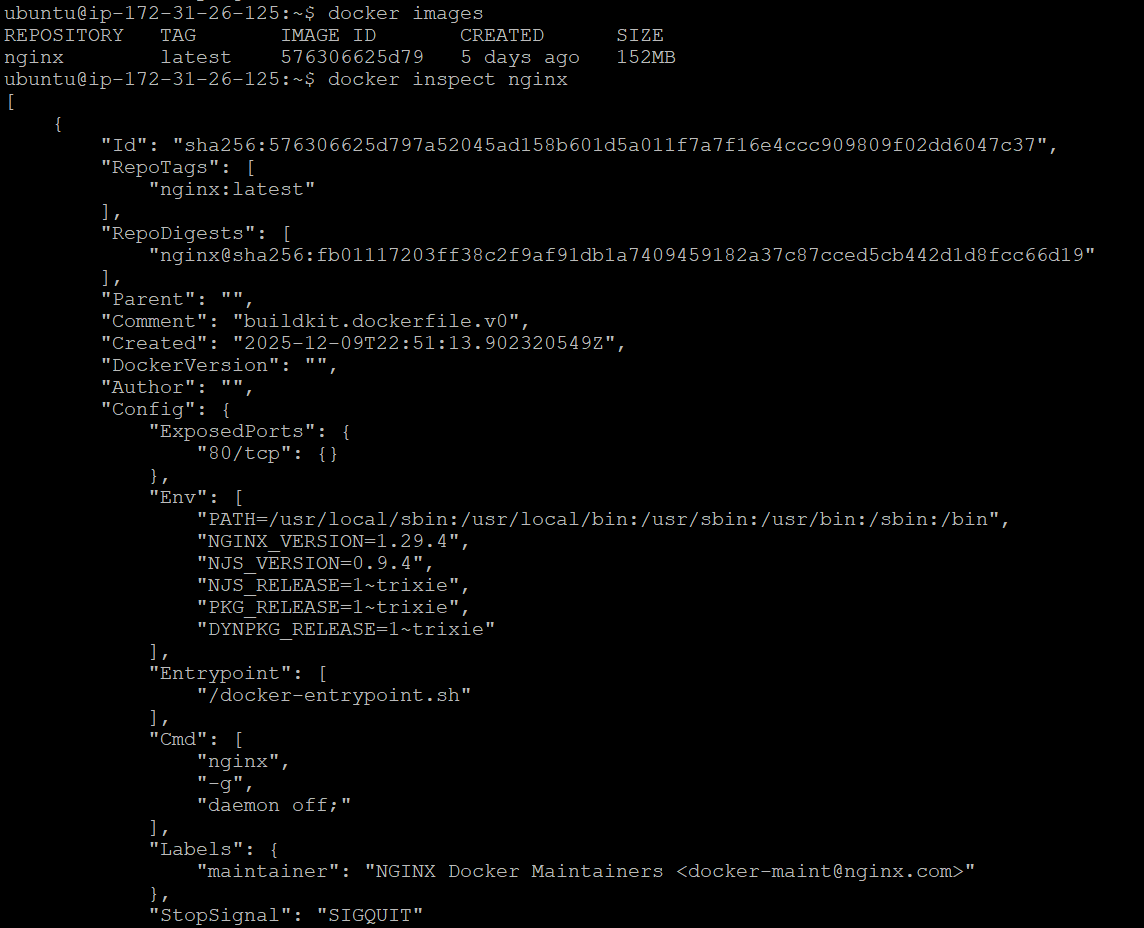 ubuntu@ip-172-31-26-125:~$ docker images
REPOSITORY   TAG       IMAGE ID       CREATED      SIZE
nginx        latest    576306625d79   5 days ago   152MB
ubuntu@ip-172-31-26-125:~$ docker inspect nginx
[
    {
        "Id": "sha256:576306625d797a52045ad158b601d5a011f7a7f16e4ccc909809f02dd6047c37",
        "RepoTags": [
            "nginx:latest"
        ],
        "RepoDigests": [
            "nginx@sha256:fb01117203ff38c2f9af91db1a7409459182a37c87cced5cb442d1d8fcc66d19"
        ],
        "Parent": "",
        "Comment": "buildkit.dockerfile.v0",
        "Created": "2025-12-09T22:51:13.902320549Z",
        "DockerVersion": "",
        "Author": "",
        "Config": {
            "ExposedPorts": {
                "80/tcp": {}
            },
            "Env": [
                "PATH=/usr/local/sbin:/usr/local/bin:/usr/sbin:/usr/bin:/sbin:/bin",
                "NGINX_VERSION=1.29.4",
                "NJS_VERSION=0.9.4",
                "NJS_RELEASE=1~trixie",
                "PKG_RELEASE=1~trixie",
                "DYNPKG_RELEASE=1~trixie"
            ],
            "Entrypoint": [
                "/docker-entrypoint.sh"
            ],
            "Cmd": [
                "nginx",
                "-g",
                "daemon off;"
            ],
            "Labels": {
                "maintainer": "NGINX Docker Maintainers <docker-maint@nginx.com>"
            },
            "StopSignal": "SIGQUIT"